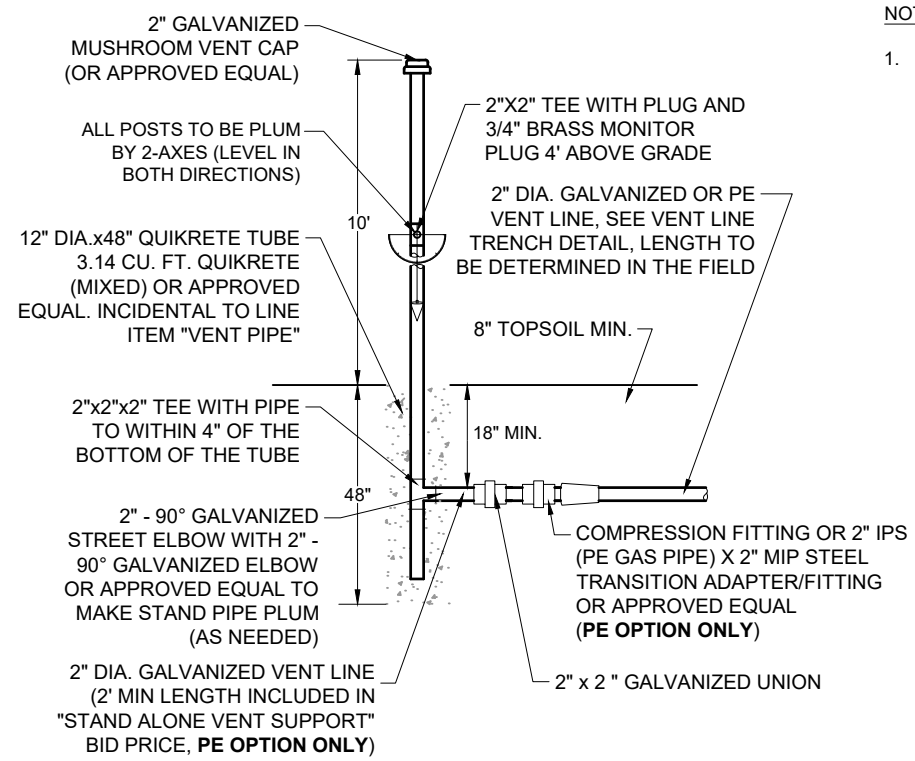 2" GALVANIZED
MUSHROOM VENT CAP
(OR APPROVED EQUAL)
ALL POSTS TO BE PLUM
BY 2-AXES (LEVEL IN
BOTH DIRECTIONS)
12" DIA.x48" QUIKRETE TUBE
3.14 CU. FT. QUIKRETE
(MIXED) OR APPROVED
EQUAL. INCIDENTAL TO LINE
ITEM "VENT PIPE"
2"x2"x2" TEE WITH PIPE
TO WITHIN 4" OF THE
BOTTOM OF THE TUBE
2" - 90° GALVANIZED
STREET ELBOW WITH 2" -
90° GALVANIZED ELBOW
OR APPROVED EQUAL TO
MAKE STAND PIPE PLUM
(AS NEEDED)
2" DIA. GALVANIZED VENT LINE
(2' MIN LENGTH INCLUDED IN
"STAND ALONE VENT SUPPORT"
BID PRICE, PE OPTION ONLY)
10'
48"
18" MIN.
2"X2" TEE WITH PLUG AND
3/4" BRASS MONITOR
PLUG 4' ABOVE GRADE
2" DIA. GALVANIZED OR PE
VENT LINE, SEE VENT LINE
TRENCH DETAIL, LENGTH TO
BE DETERMINED IN THE FIELD
8" TOPSOIL MIN.
COMPRESSION FITTING OR 2" IPS
(PE GAS PIPE) X 2" MIP STEEL
TRANSITION ADAPTER/FITTING
OR APPROVED EQUAL
(PE OPTION ONLY)
2" x 2 " GALVANIZED UNION
1.